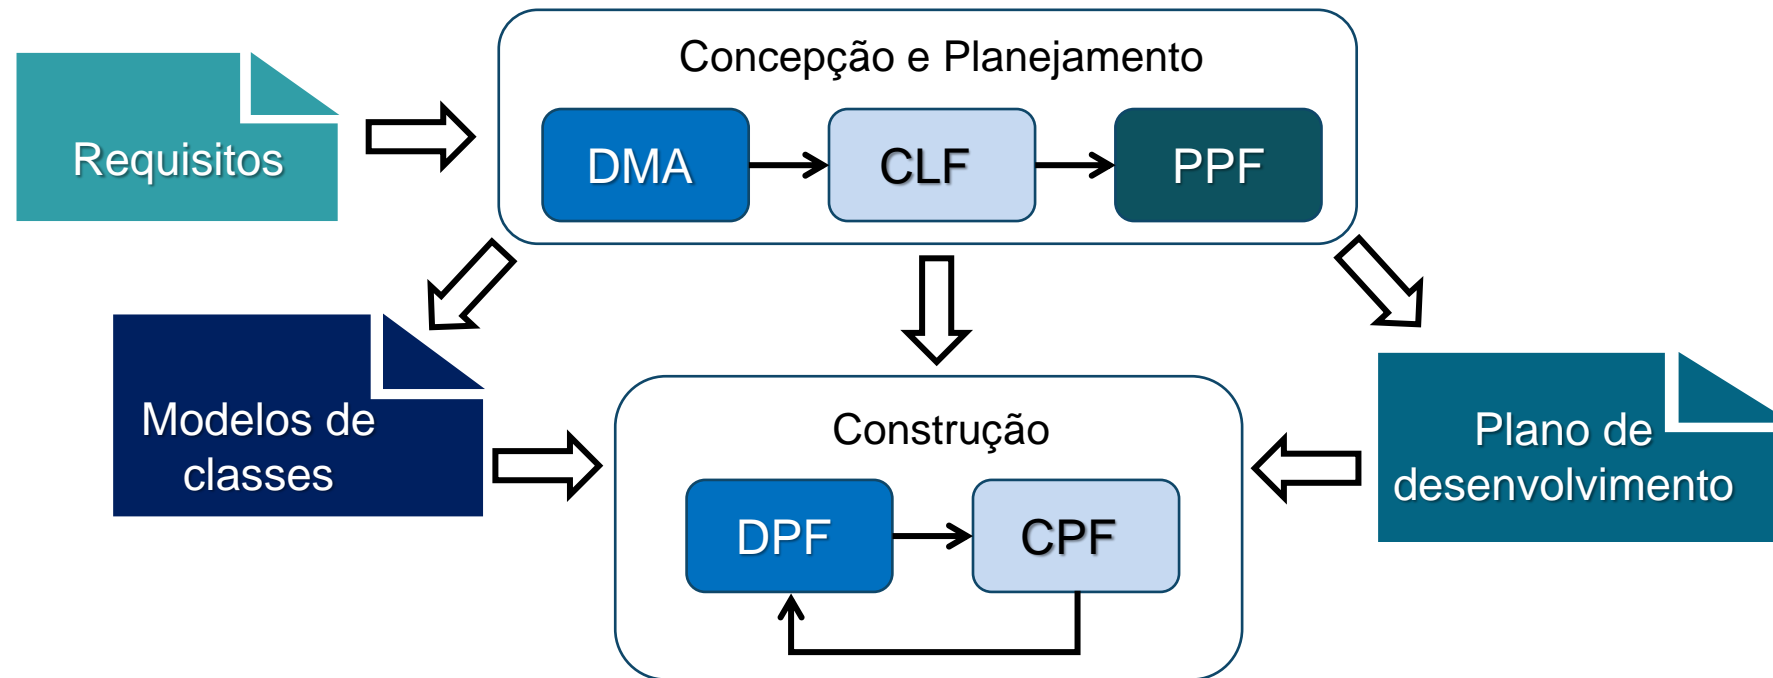 Concepção e Planejamento
Requisitos
DMA
CLF
PPF
Modelos de
classes
Construção
DPF
CPF
Plano de
desenvolvimento